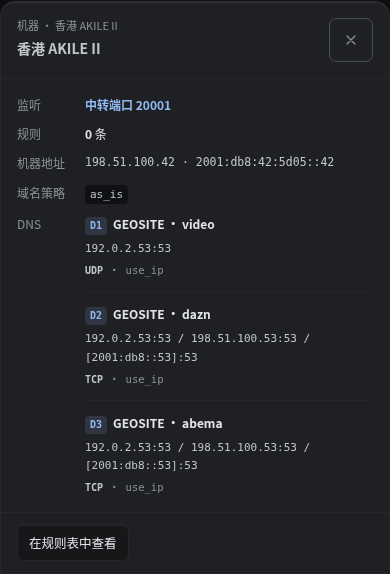 机器 · 香港 AKILE II
香港 AKILE II
×
监听 中转端口 20001
规则 0 条
机器地址 198.51.100.42 · 2001:db8:42:5d05::42
域名策略 as_is
DNS D1 GEOSITE · video
192.0.2.53:53
UDP · use_ip
D2 GEOSITE · dazn
192.0.2.53:53 / 198.51.100.53:53 /
[2001:db8::53]:53
TCP · use_ip
D3 GEOSITE · abema
192.0.2.53:53 / 198.51.100.53:53 /
[2001:db8::53]:53
TCP · use_ip
在规则表中查看